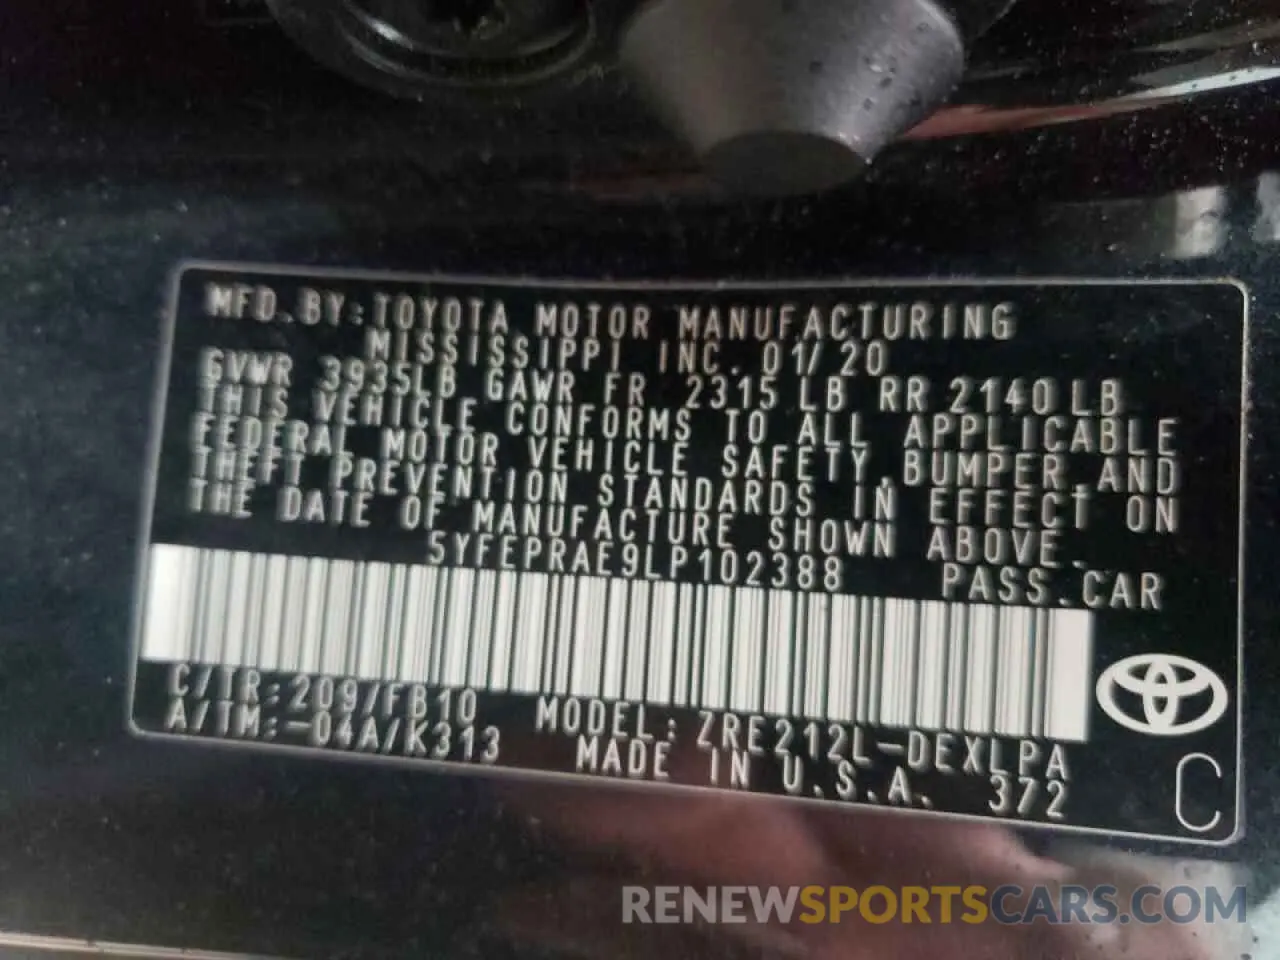 MFD. BY: TOYOTA MOTOR MANUFACTURING
MISSISSIPPI INC. 01/20
GVWR 3935LB GAWR FR 2315 LB RR 2140 LB
THIS VEHICLE CONFORMS TO ALL APPLICABLE
FEDERAL MOTOR VEHICLE SAFETY, BUMPER, AND
THEFT PREVENTION STANDARDS IN EFFECT ON
THE DATE OF MANUFACTURE SHOWN ABOVE.
5YFEPRAE9LP102388 PASS. CAR
C/TR: 209/FB10 MODEL: ZRE212L-DEXLPA
A/TM: -04A/K313 MADE IN U.S.A. 372
C
RENEWSPORTSCARS.COM